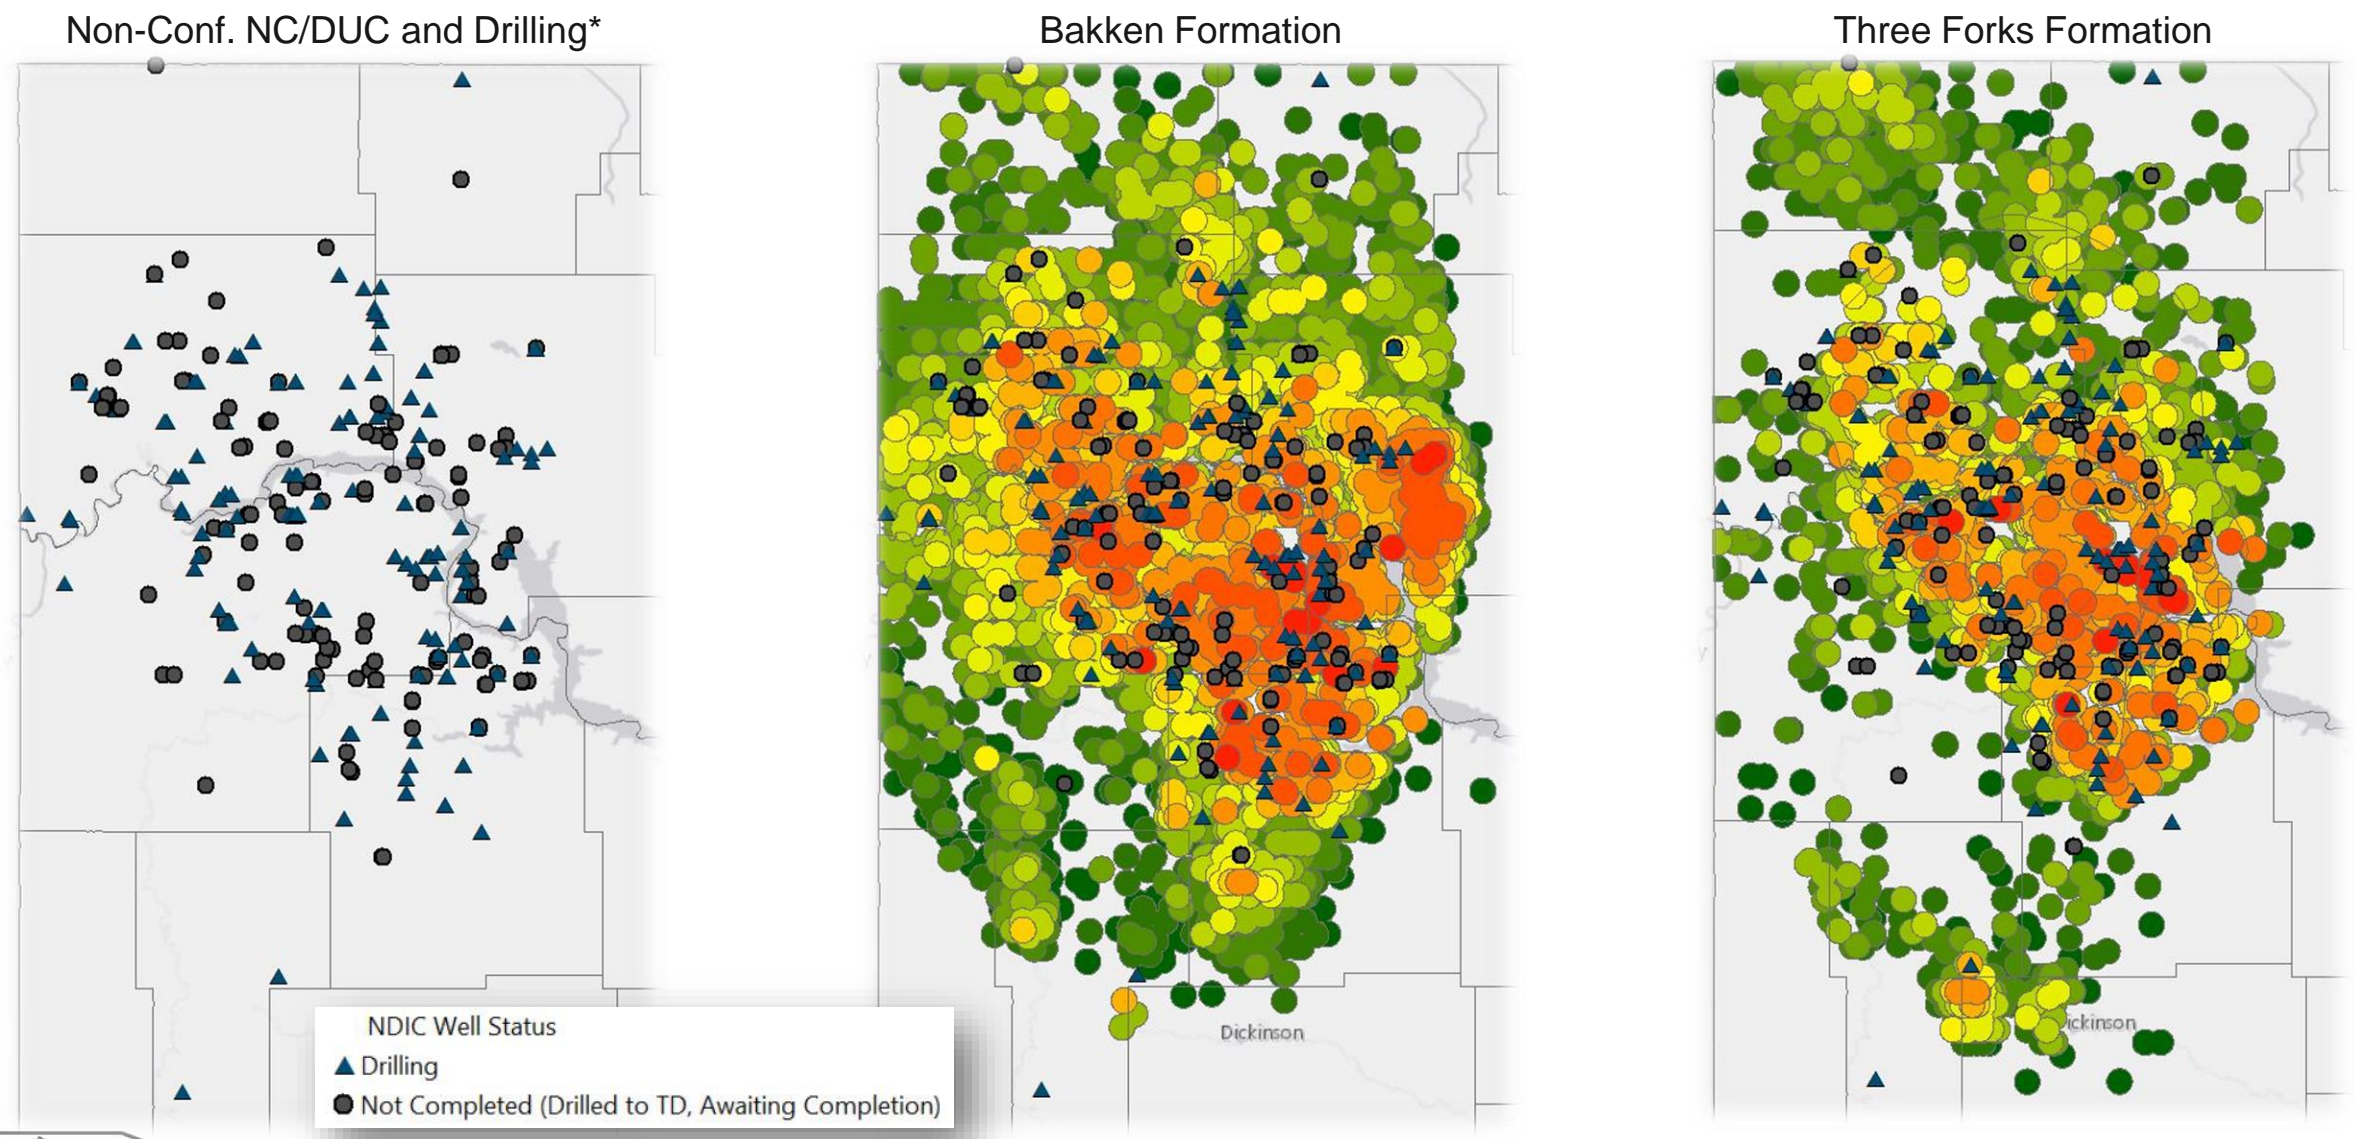 Non-Conf. NC/DUC and Drilling*
Bakken Formation
Three Forks Formation
NDIC Well Status
Drilling
Not Completed (Drilled to TD, Awaiting Completion)
Dickinson
ickinson